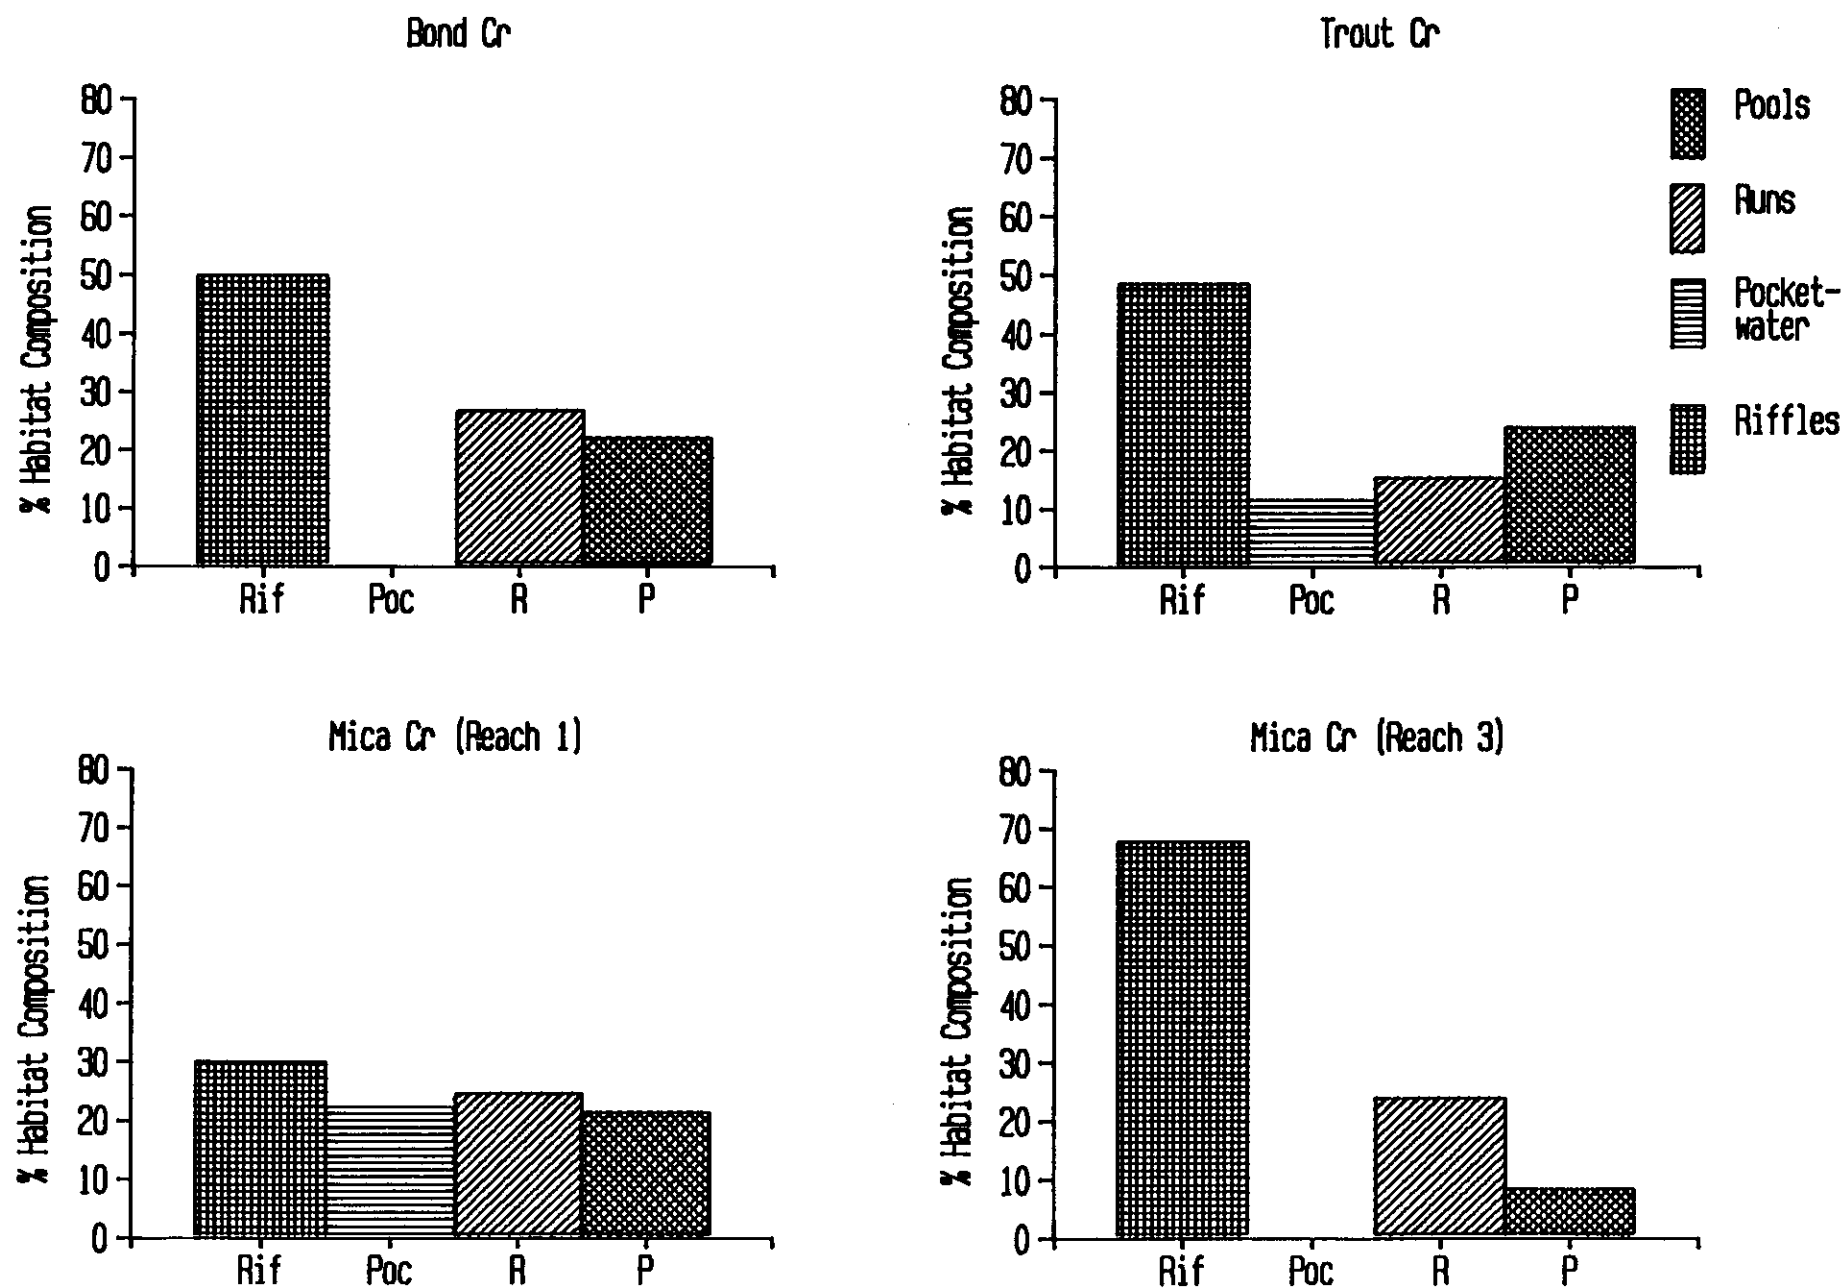 Bond Cr
80
70
60
50
40
30
20
10
0
% Habitat Composition
Rif Poc R P
Trout Cr
80
70
60
50
40
30
20
10
0
% Habitat Composition
Rif Poc R P
Pools
Runs
Pocket-
water
Riffles
Mica Cr (Reach 1)
80
70
60
50
40
30
20
10
0
% Habitat Composition
Rif Poc R P
Mica Cr (Reach 3)
80
70
60
50
40
30
20
10
0
% Habitat Composition
Rif Poc R P